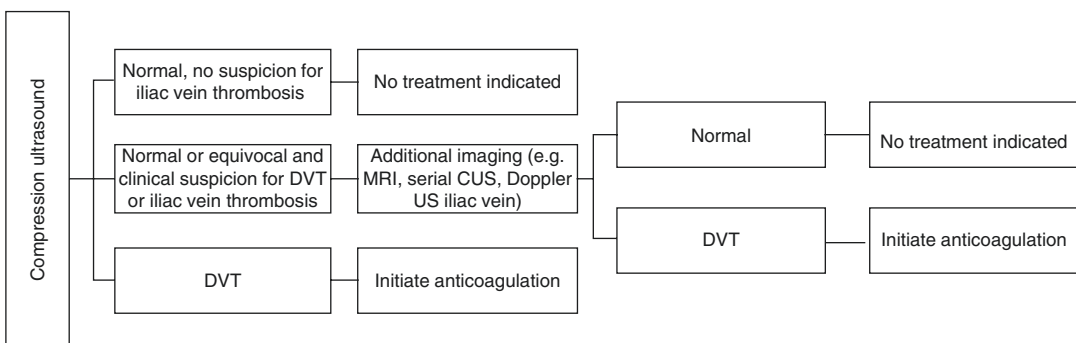 Compression ultrasound
Normal, no suspicion for
iliac vein thrombosis
No treatment indicated
Normal or equivocal and
clinical suspicion for DVT
or iliac vein thrombosis
Additional imaging (e.g.
MRI, serial CUS, Doppler
US iliac vein)
Normal
No treatment indicated
DVT
Initiate anticoagulation
DVT
Initiate anticoagulation